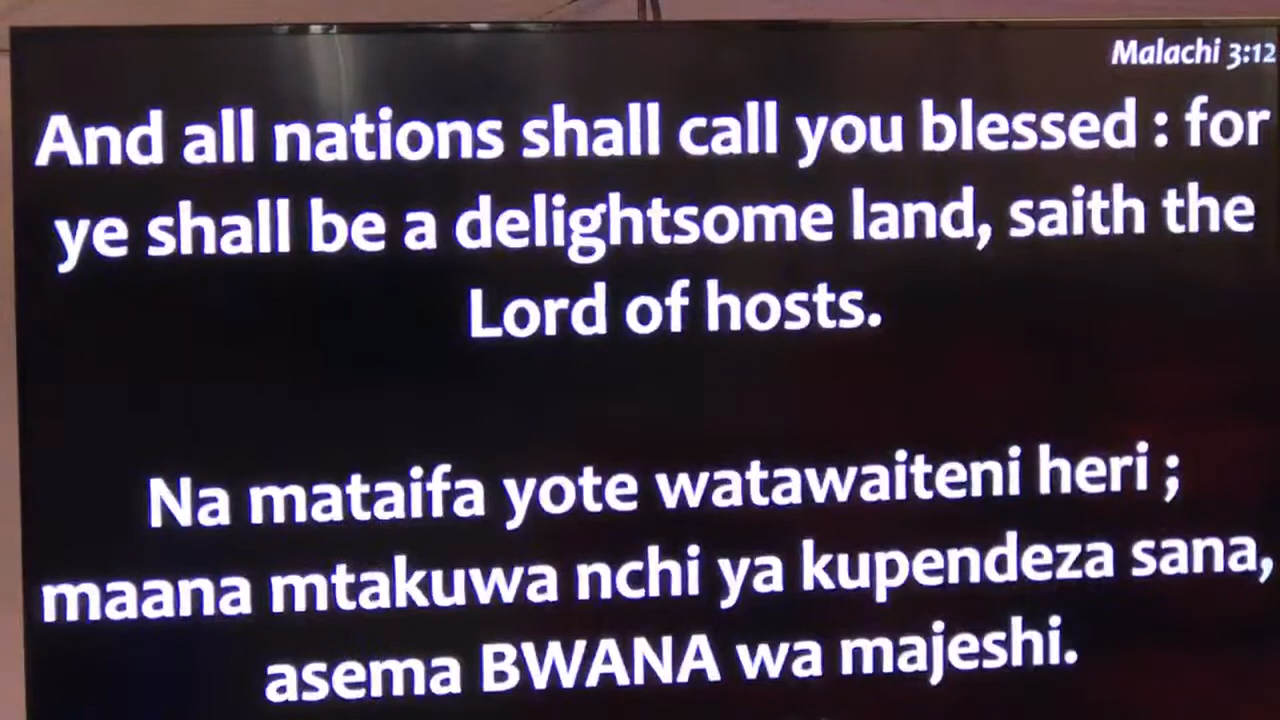 Malachi 3:12
And all nations shall call you blessed : for
ye shall be a delightsome land, saith the
Lord of hosts.
Na mataifa yote watawaiteni heri ;
maana mtakuwa nchi ya kupendeza sana,
asema BWANA wa majeshi.